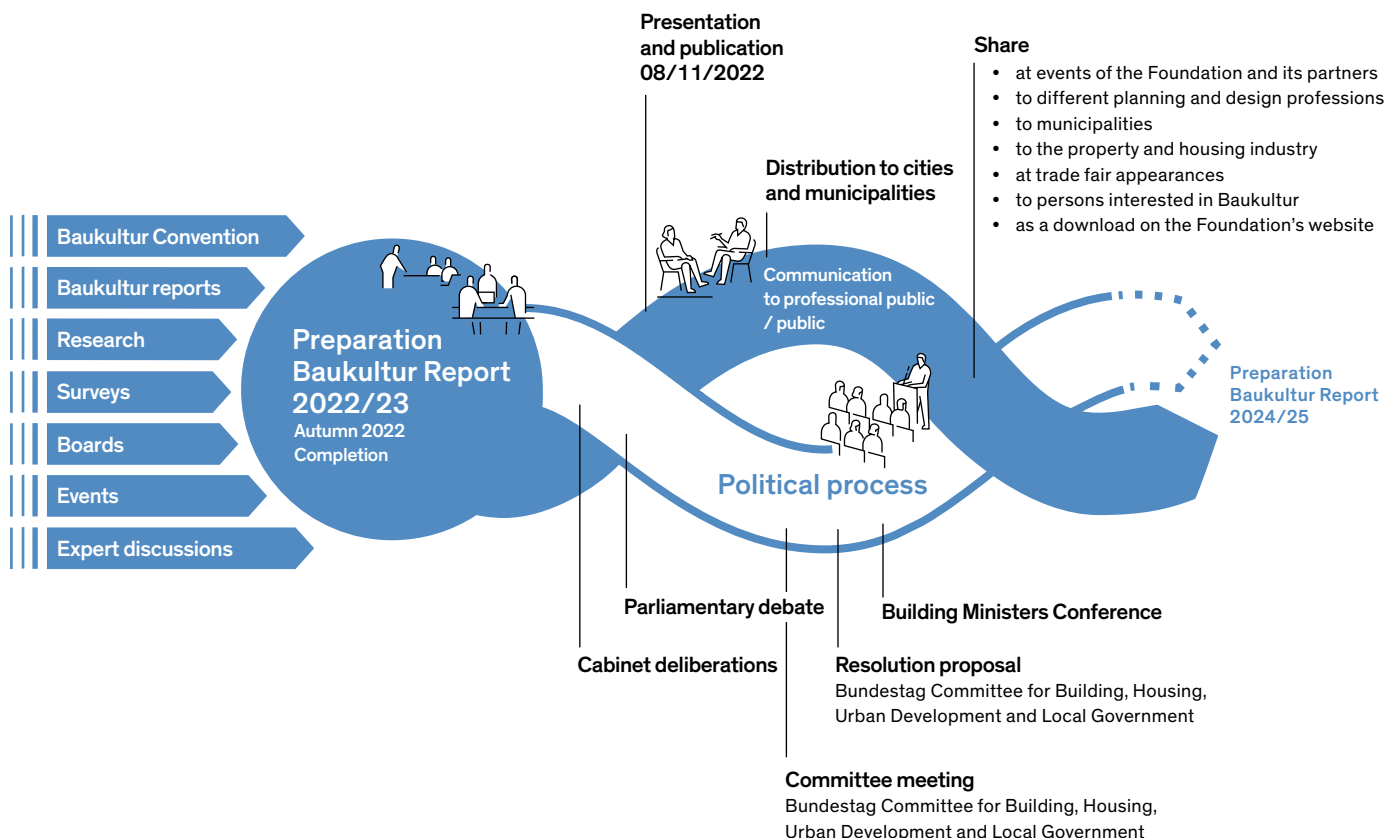 Presentation
and publication
08/11/2022
Share
• at events of the Foundation and its partners
• to different planning and design professions
• to municipalities
• to the property and housing industry
• at trade fair appearances
• to persons interested in Baukultur
• as a download on the Foundation’s website
Distribution to cities
and municipalities
Baukultur Convention
Baukultur reports
Research
Surveys
Boards
Events
Expert discussions
Preparation
Baukultur Report
2022/23
Autumn 2022
Completion
Communication
to professional public
/ public
Preparation
Baukultur Report
2024/25
Political process
Parliamentary debate
Building Ministers Conference
Cabinet deliberations
Resolution proposal
Bundestag Committee for Building, Housing,
Urban Development and Local Government
Committee meeting
Bundestag Committee for Building, Housing,
Urban Development and Local Government